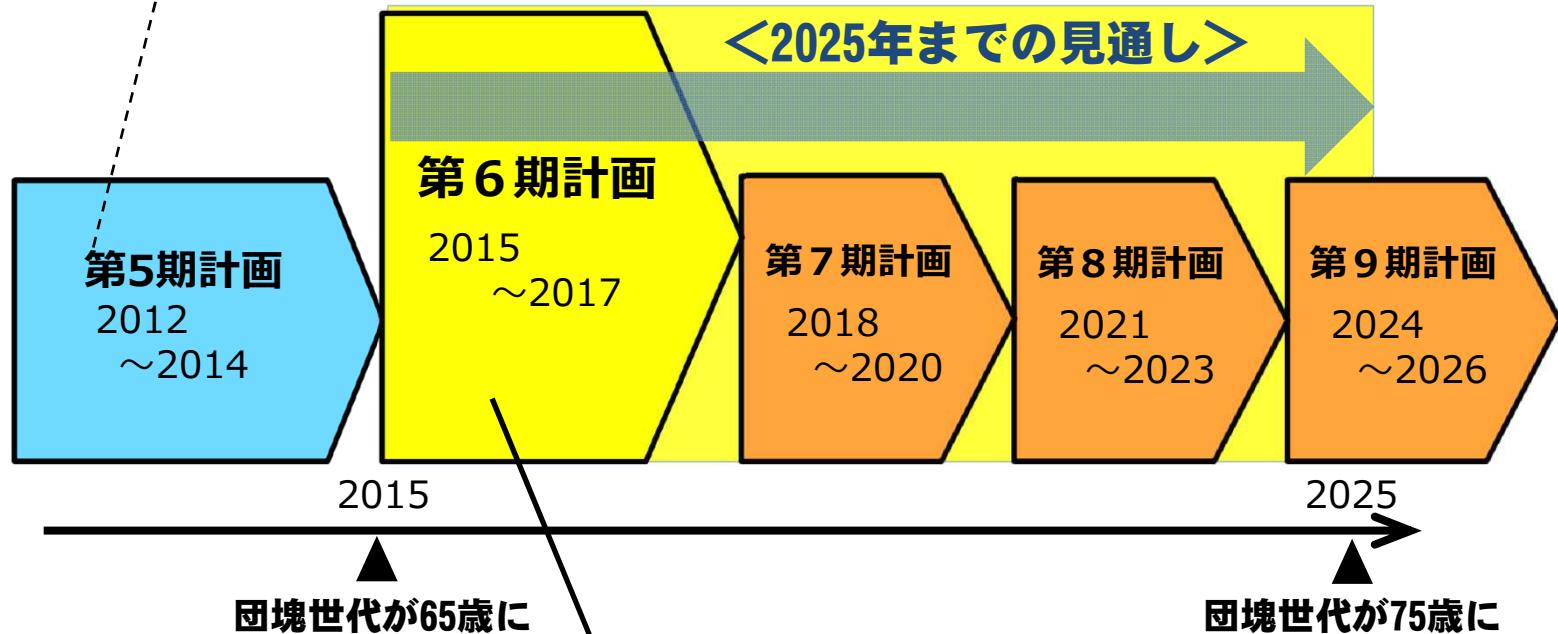 ＜2025年までの見通し＞
第5期計画
2012
～2014
第６期計画
2015
～2017
第７期計画
2018
～2020
第８期計画
2021
～2023
第９期計画
2024
～2026
2015
2025
団塊世代が65歳に
団塊世代が75歳に